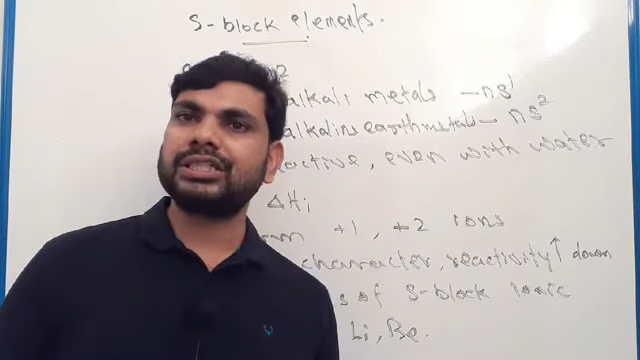 s-block elements.
2
alkali metals - ns¹
alkaline earth metals - ns²
reactive, even with water
ΔHi
+1, +2 ions
character, reactivity ↑ down
of s-block ionic
Li, Be.